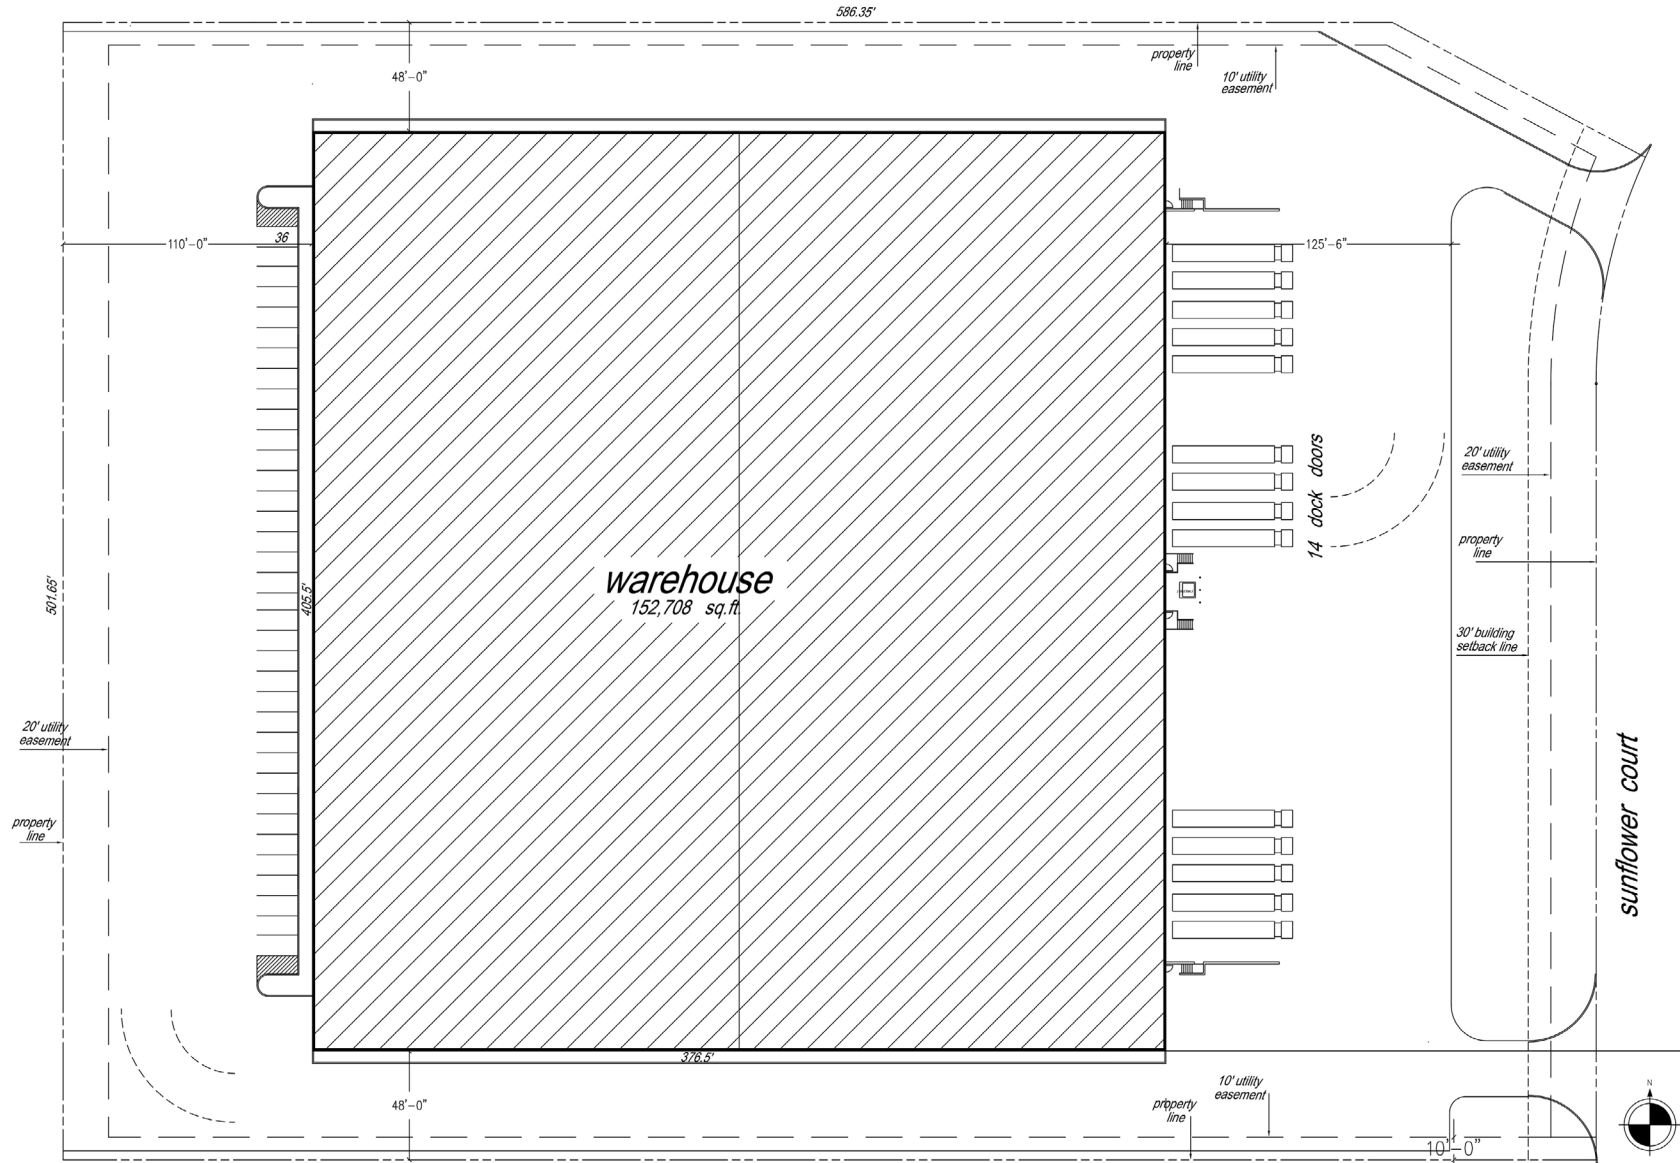 586.35'
48'-0"
property
line
10' utility
easement
36
110'-0"
125'-6"
14 dock doors
20' utility
easement
property
line
501.65'
405.5'
warehouse
152,708 sq.ft.
30' building
setback line
20' utility
easement
sunflower court
property
line
376.5'
48'-0"
property
line
10' utility
easement
10'-0"
N